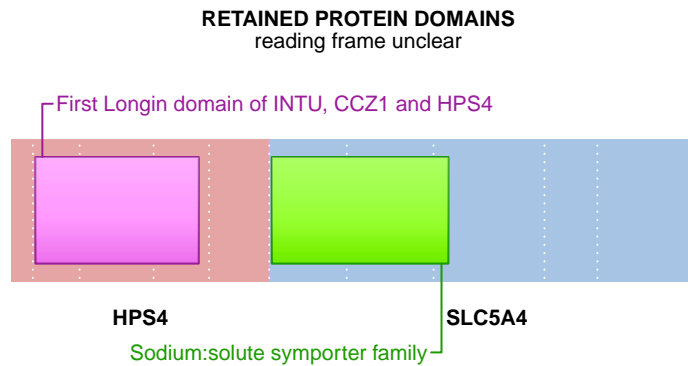 RETAINED PROTEIN DOMAINS
reading frame unclear
First Longin domain of INTU, CCZ1 and HPS4
HPS4
SLC5A4
Sodium:solute symporter family